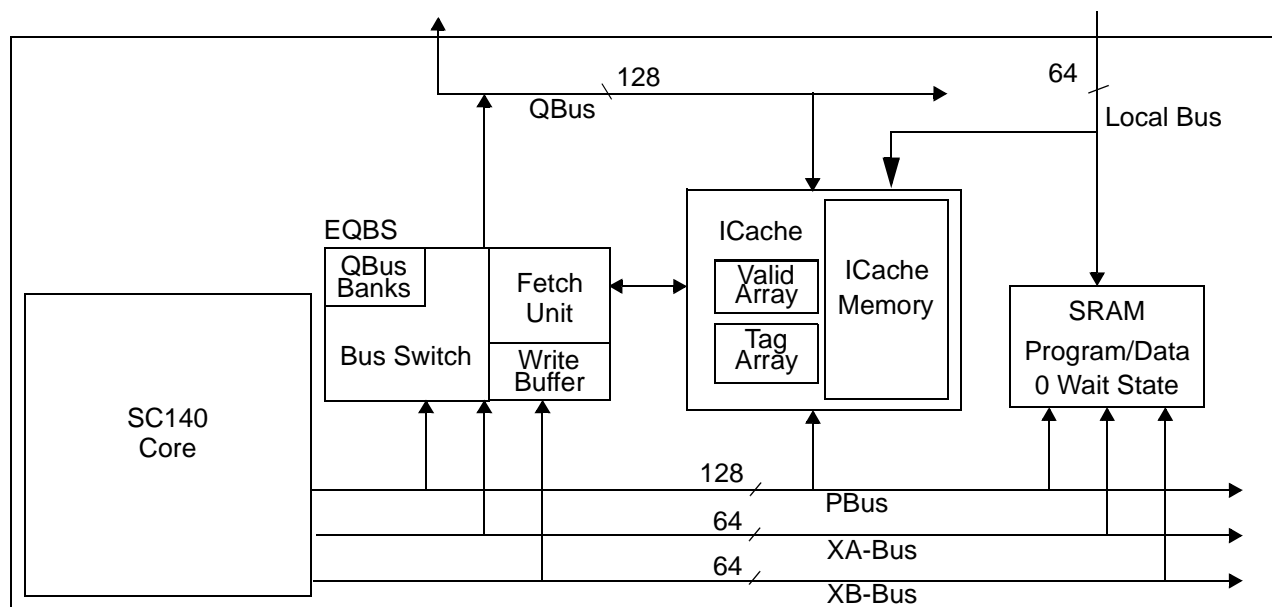 128
64
QBus
Local Bus
EQBS
QBus
Banks
Fetch
Unit
Bus Switch
Write
Buffer
ICache
Valid
Array
Tag
Array
ICache
Memory
SRAM
Program/Data
0 Wait State
SC140
Core
128
PBus
64
XA-Bus
64
XB-Bus